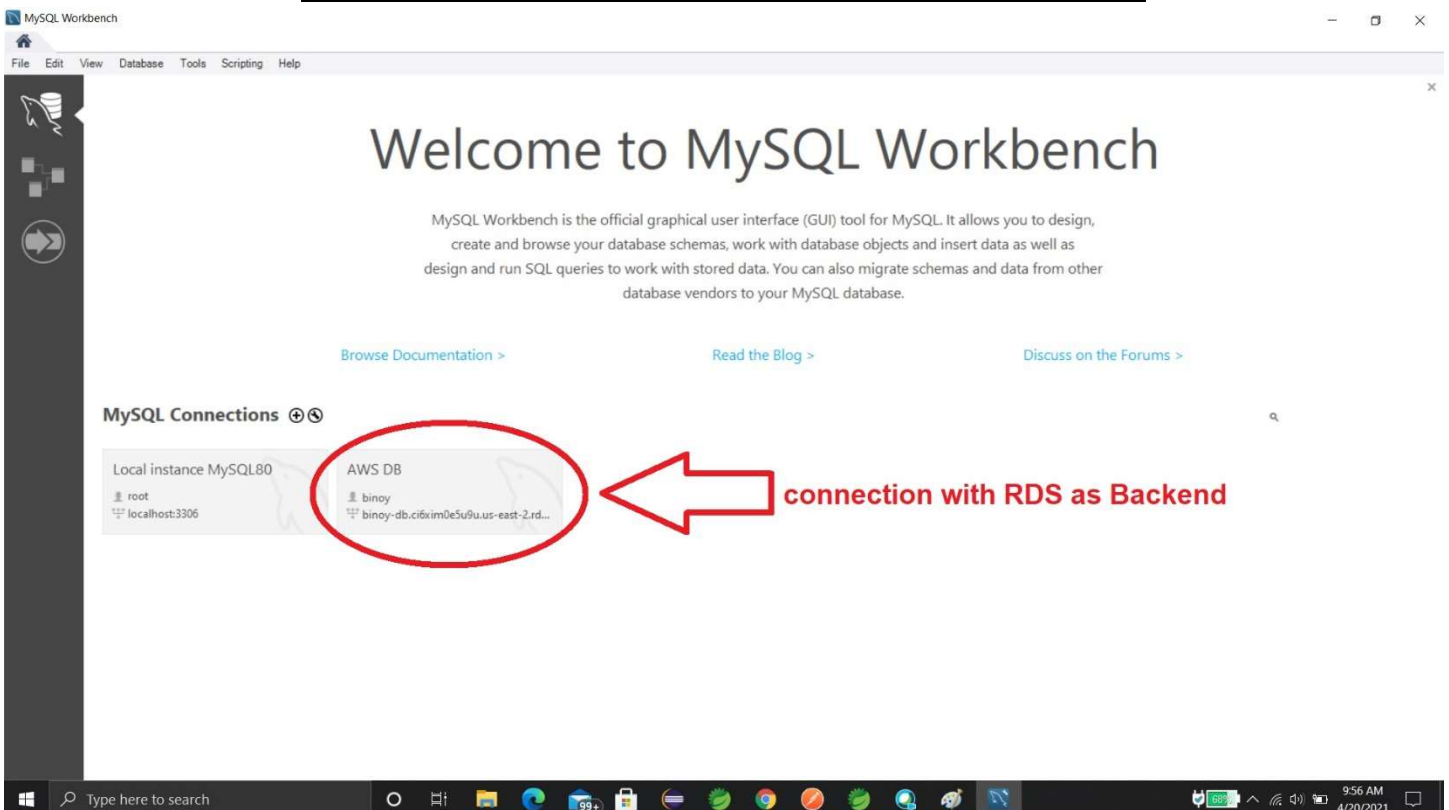 MySQL Workbench
File Edit View Database Tools Scripting Help
Welcome to MySQL Workbench
MySQL Workbench is the official graphical user interface (GUI) tool for MySQL. It allows you to design,
create and browse your database schemas, work with database objects and insert data as well as
design and run SQL queries to work with stored data. You can also migrate schemas and data from other
database vendors to your MySQL database.
Browse Documentation > Read the Blog > Discuss on the Forums >
MySQL Connections
Local instance MySQL80
root
localhost:3306
AWS DB
binoy
binoy-db.ci6xim0e5u9u.us-east-2.rd...
connection with RDS as Backend
Type here to search
99+
68%
9:56 AM
4/20/2021